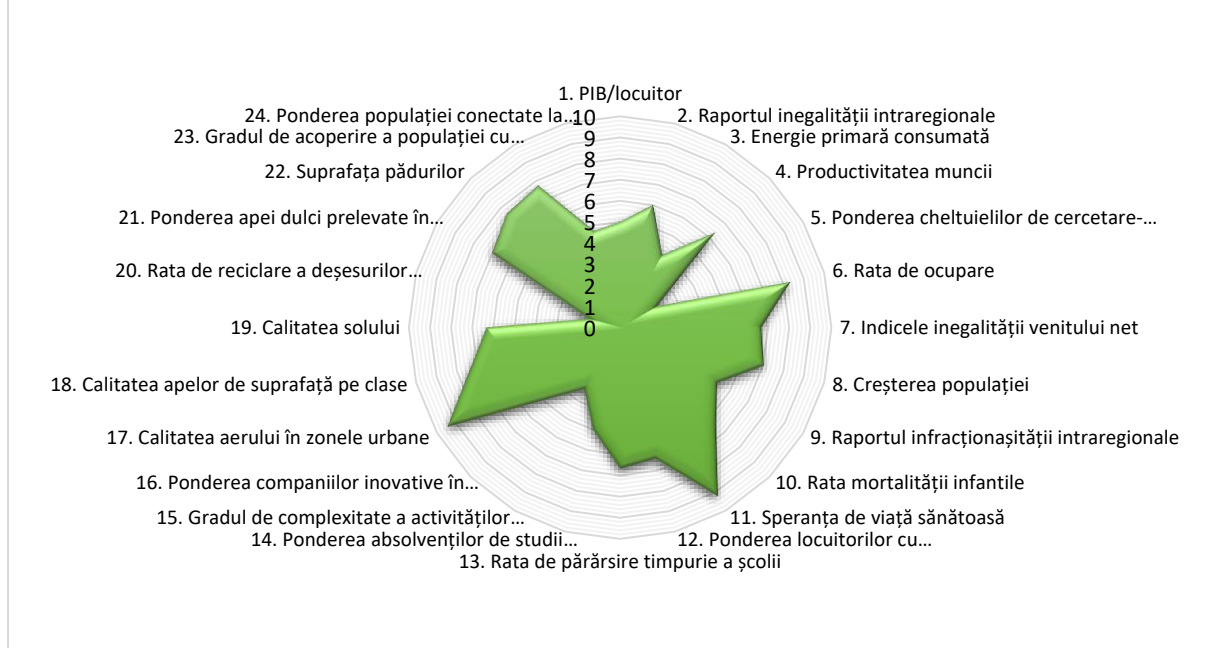 1. PIB/locuitor
2. Raportul inegalității intraregionale
3. Energie primară consumată
4. Productivitatea muncii
5. Ponderea cheltuielilor de cercetare-...
6. Rata de ocupare
7. Indicele inegalității venitului net
8. Creșterea populației
9. Raportul infracționașității intraregionale
10. Rata mortalității infantile
11. Speranța de viață sănătoasă
12. Ponderea locuitorilor cu...
13. Rata de părărsire timpurie a școlii
14. Ponderea absolvenților de studii...
15. Gradul de complexitate a activităților...
16. Ponderea companiilor inovative în...
17. Calitatea aerului în zonele urbane
18. Calitatea apelor de suprafață pe clase
19. Calitatea solului
20. Rata de reciclare a deșesurilor...
21. Ponderea apei dulci prelevate în...
22. Suprafața pădurilor
23. Gradul de acoperire a populației cu...
24. Ponderea populației conectate la...
10
9
8
7
6
5
4
3
2
1
0